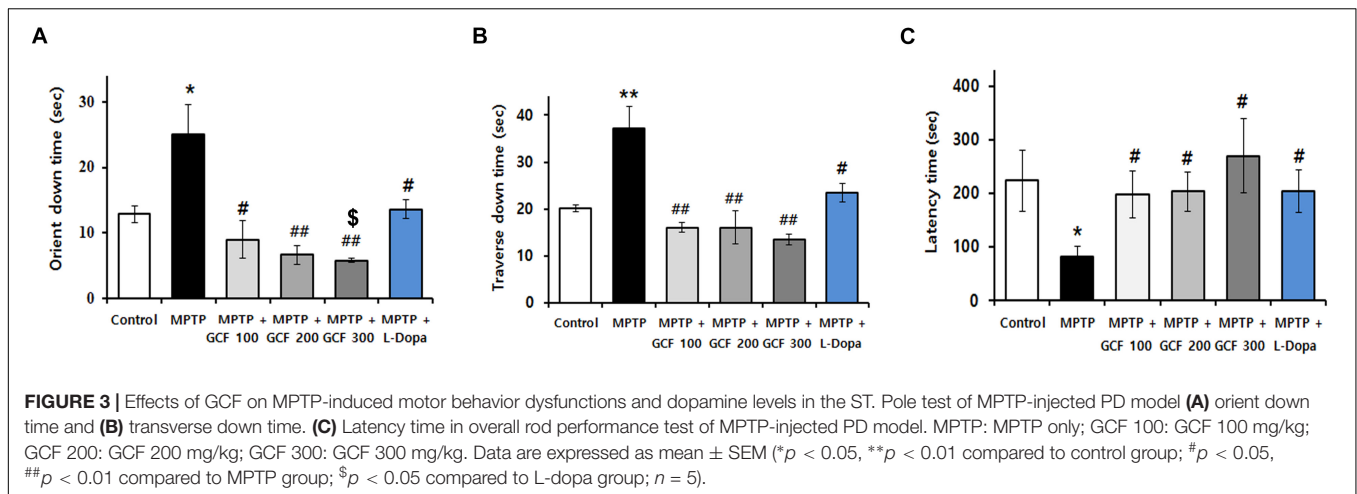 A
B
C
Orient down time (sec)
30
20
10
0
*
#
##
$
##
#
Control MPTP MPTP + MPTP + MPTP + MPTP +
GCF 100 GCF 200 GCF 300 L-Dopa
Traverse down time (sec)
40
30
20
10
0
**
##
##
##
#
Control MPTP MPTP + MPTP + MPTP + MPTP +
GCF 100 GCF 200 GCF 300 L-Dopa
Latency time (sec)
400
300
200
100
0
*
#
#
#
#
Control MPTP MPTP + MPTP + MPTP + MPTP +
GCF 100 GCF 200 GCF 300 L-Dopa
FIGURE 3 | Effects of GCF on MPTP-induced motor behavior dysfunctions and dopamine levels in the ST. Pole test of MPTP-injected PD model (A) orient down
time and (B) transverse down time. (C) Latency time in overall rod performance test of MPTP-injected PD model. MPTP: MPTP only; GCF 100: GCF 100 mg/kg;
GCF 200: GCF 200 mg/kg; GCF 300: GCF 300 mg/kg. Data are expressed as mean ± SEM (*p < 0.05, **p < 0.01 compared to control group; #p < 0.05,
##p < 0.01 compared to MPTP group; $p < 0.05 compared to L-dopa group; n = 5).